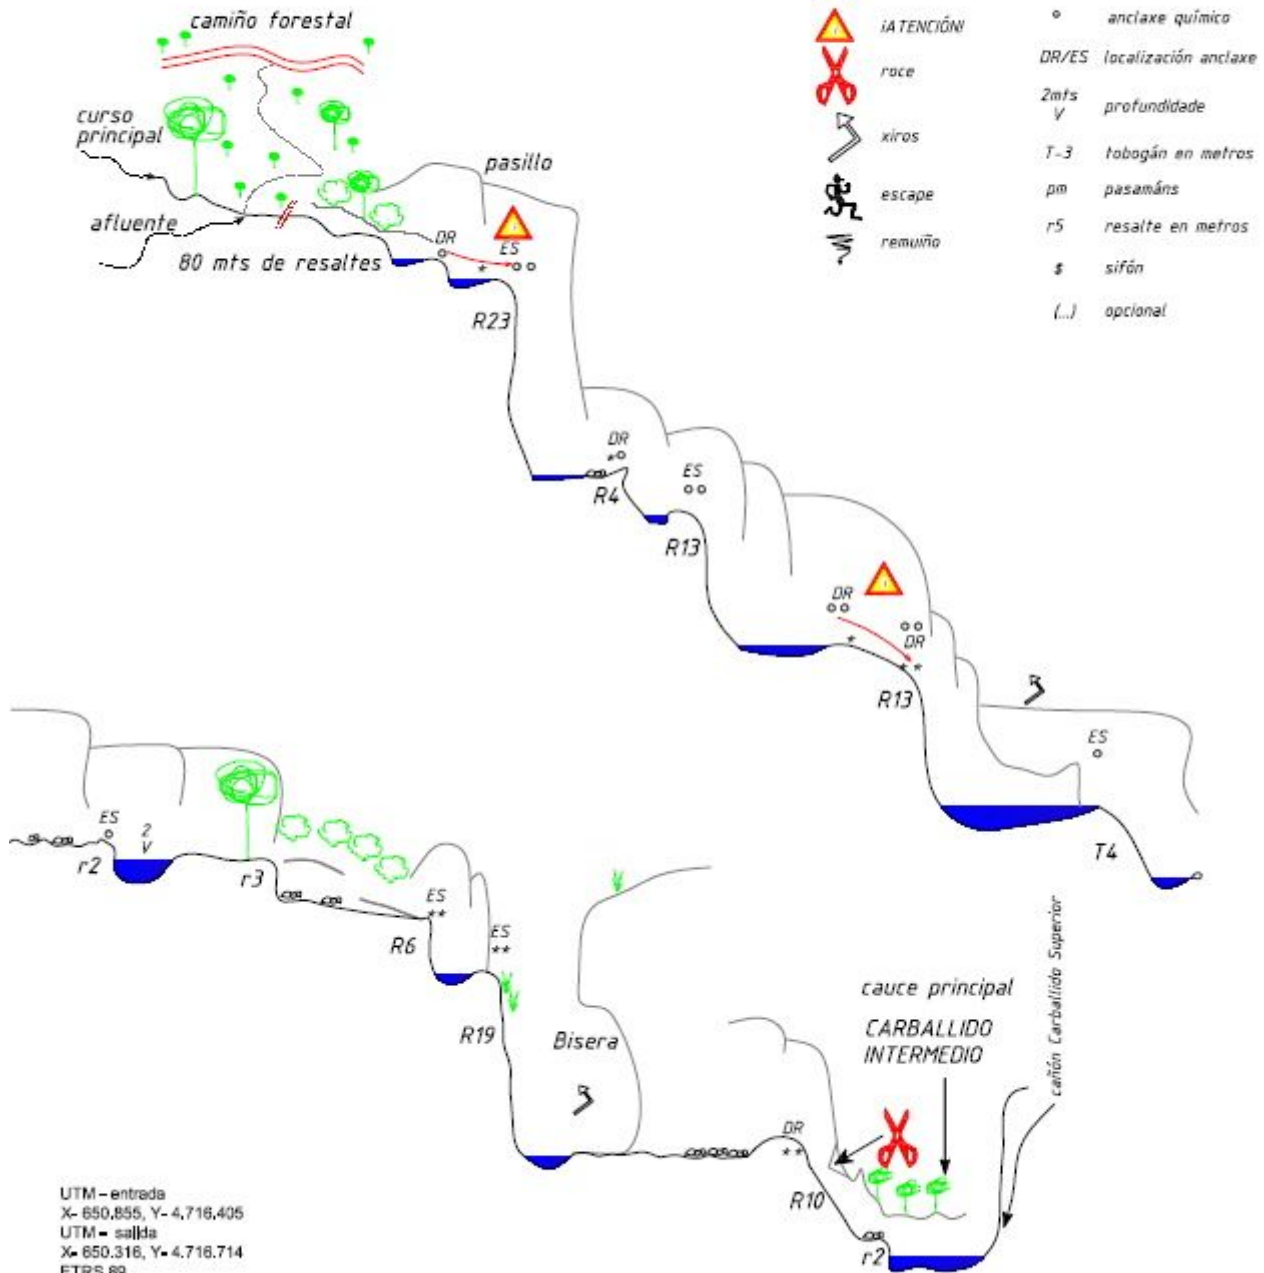 camiño forestal
curso
principal
pasillo
afluente
80 mts de resaltes
DR
ES
R23
DR
R4
ES
R13
DR
DR
R13
ES
T4
¡ATENCIÓN!
roce
xiros
escape
remuiño
anclaxe químico
DR/ES localización anclaxe
2mts
V profundidade
T-3 tobogán en metros
pm pasamáns
r5 resalte en metros
$ sifón
(...) opcional
ES
2
V
r2
r3
ES
R6
ES
R19
Bisera
DR
R10
r2
cauce principal
CARBALLIDO
INTERMEDIO
cañón Carballido Superior
UTM - entrada
X- 650.855, Y- 4.716.405
UTM - salida
X- 650.316, Y- 4.716.714
ETRS 89